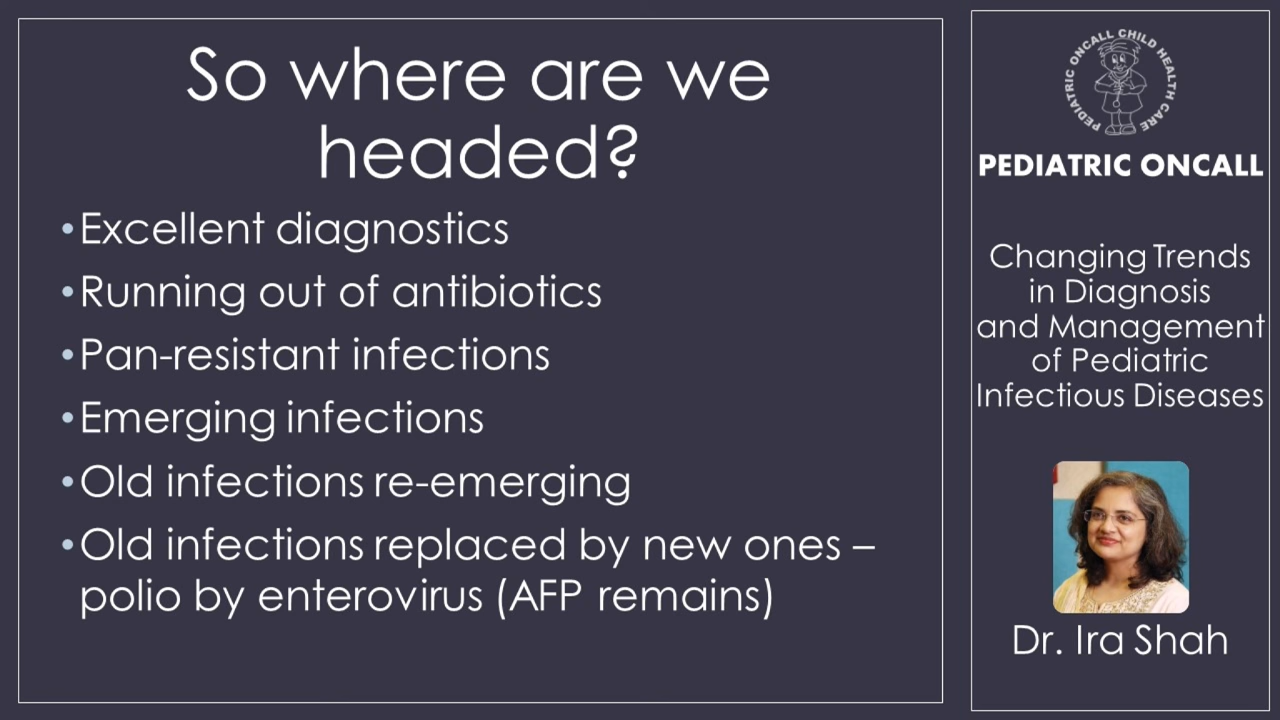 So where are we
headed?
•Excellent diagnostics
•Running out of antibiotics
•Pan-resistant infections
•Emerging infections
•Old infections re-emerging
•Old infections replaced by new ones –
polio by enterovirus (AFP remains)
PEDIATRIC ONCALL CHILD HEALTH CARE
PEDIATRIC ONCALL
Changing Trends
in Diagnosis
and Management
of Pediatric
Infectious Diseases
Dr. Ira Shah